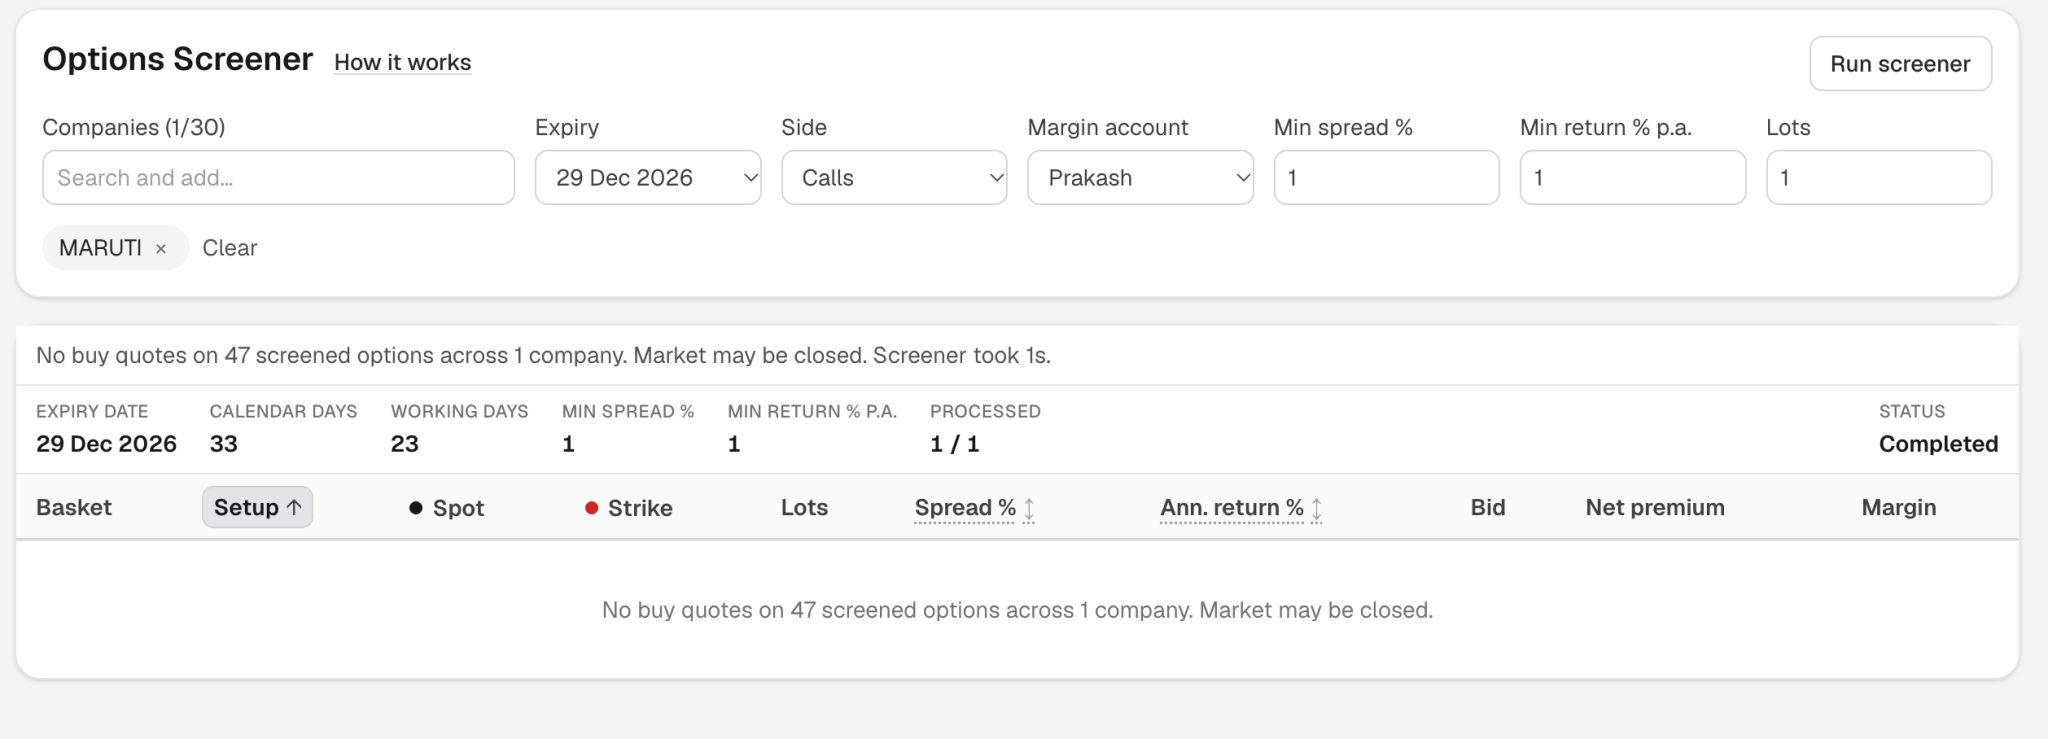 Options Screener How it works
Run screener
Companies (1/30) Expiry Side Margin account Min spread % Min return % p.a. Lots
Search and add... 29 Dec 2026 Calls Prakash 1 1 1
MARUTI × Clear
No buy quotes on 47 screened options across 1 company. Market may be closed. Screener took 1s.
EXPIRY DATE CALENDAR DAYS WORKING DAYS MIN SPREAD % MIN RETURN % P.A. PROCESSED STATUS
29 Dec 2026 33 23 1 1 1 / 1 Completed
Basket Setup ↑ ● Spot ● Strike Lots Spread % ↕ Ann. return % ↕ Bid Net premium Margin
No buy quotes on 47 screened options across 1 company. Market may be closed.